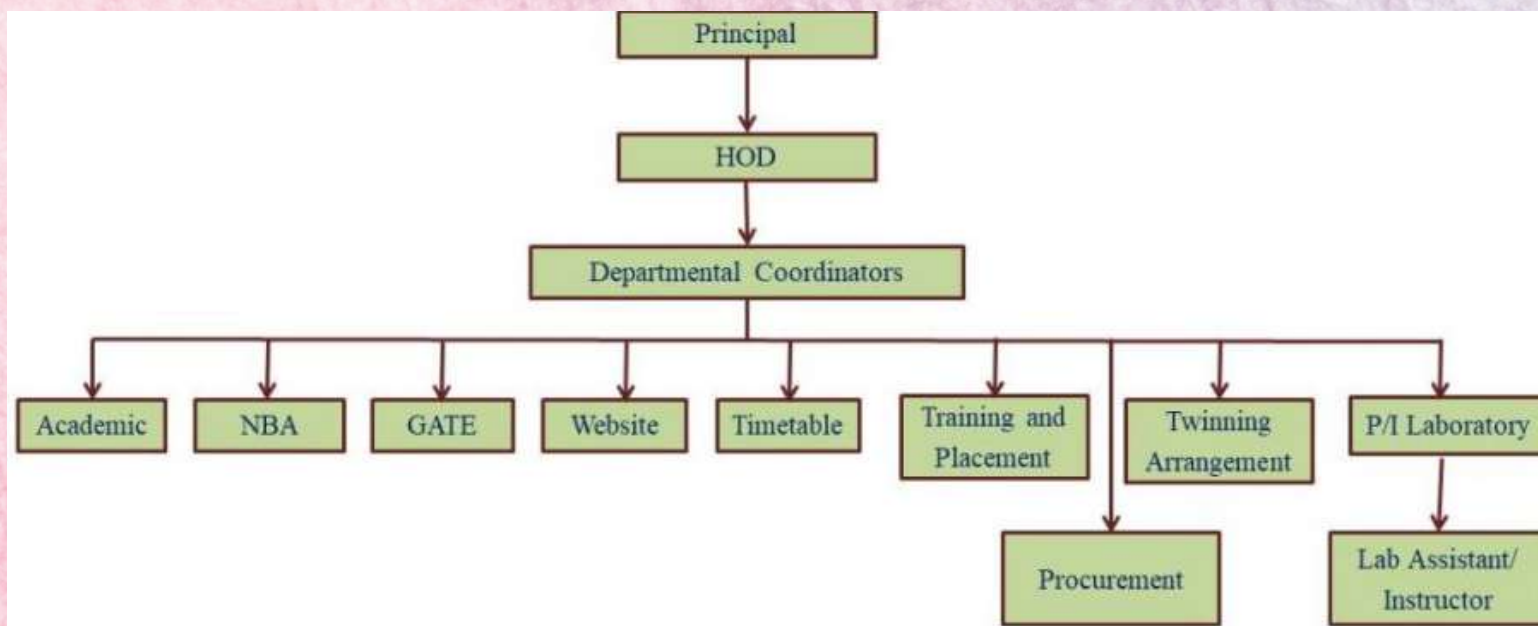 Principal
HOD
Departmental Coordinators
Academic
NBA
GATE
Website
Timetable
Training and
Placement
Twinning
Arrangement
P/I Laboratory
Procurement
Lab Assistant/
Instructor